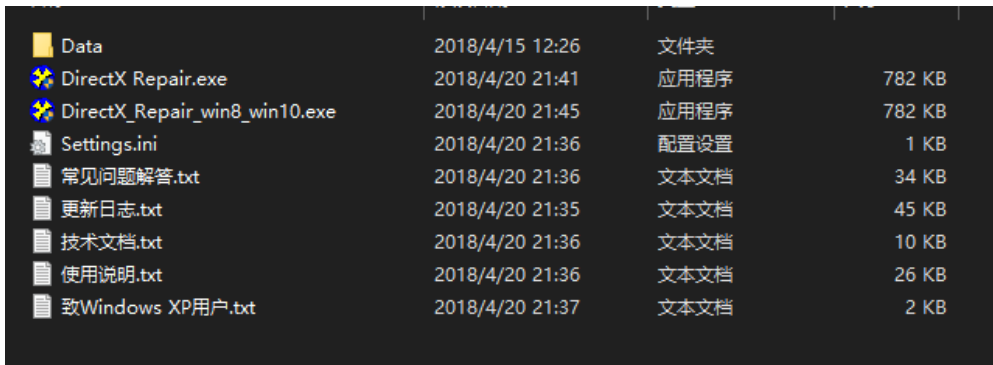 Data 2018/4/15 12:26 文件夹
DirectX Repair.exe 2018/4/20 21:41 应用程序 782 KB
DirectX_Repair_win8_win10.exe 2018/4/20 21:45 应用程序 782 KB
Settings.ini 2018/4/20 21:36 配置设置 1 KB
常见问题解答.txt 2018/4/20 21:36 文本文档 34 KB
更新日志.txt 2018/4/20 21:35 文本文档 45 KB
技术文档.txt 2018/4/20 21:36 文本文档 10 KB
使用说明.txt 2018/4/20 21:36 文本文档 26 KB
致Windows XP用户.txt 2018/4/20 21:37 文本文档 2 KB